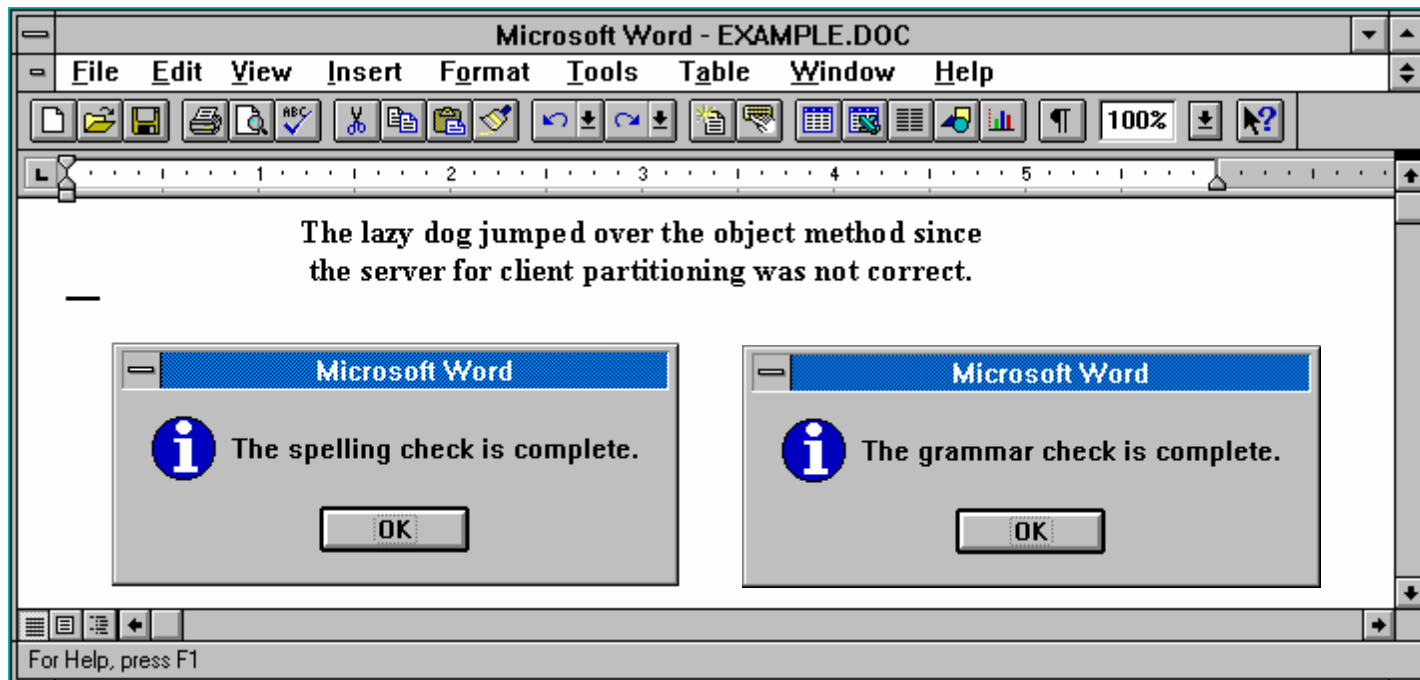 Microsoft Word - EXAMPLE.DOC
File Edit View Insert Format Tools Table Window Help
ABC 100% ?
L 1 2 3 4 5
The lazy dog jumped over the object method since
the server for client partitioning was not correct.
Microsoft Word
The spelling check is complete.
OK
Microsoft Word
The grammar check is complete.
OK
For Help, press F1